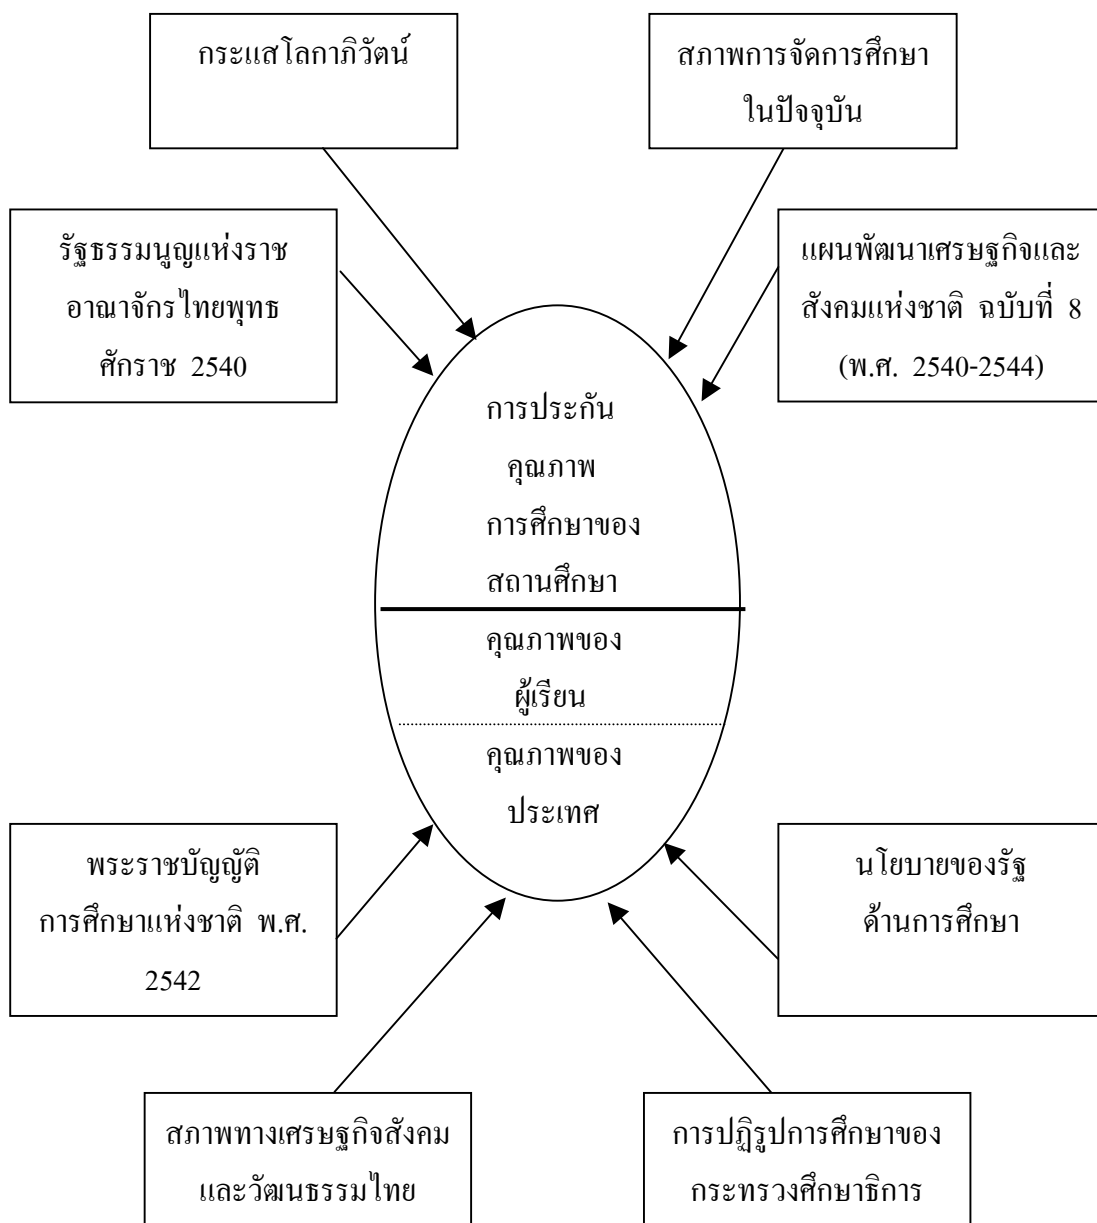 กระแสโลกาภิวัตน์
สภาพการจัดการศึกษา
ในปัจจุบัน
รัฐธรรมนูญแห่งราช
อาณาจักรไทยพุทธ
ศักราช 2540
แผนพัฒนาเศรษฐกิจและ
สังคมแห่งชาติ ฉบับที่ 8
(พ.ศ. 2540-2544)
การประกัน
คุณภาพ
การศึกษาของ
สถานศึกษา
คุณภาพของ
ผู้เรียน
คุณภาพของ
ประเทศ
พระราชบัญญัติ
การศึกษาแห่งชาติ พ.ศ.
2542
นโยบายของรัฐ
ด้านการศึกษา
สภาพทางเศรษฐกิจสังคม
และวัฒนธรรมไทย
การปฏิรูปการศึกษาของ
กระทรวงศึกษาธิการ